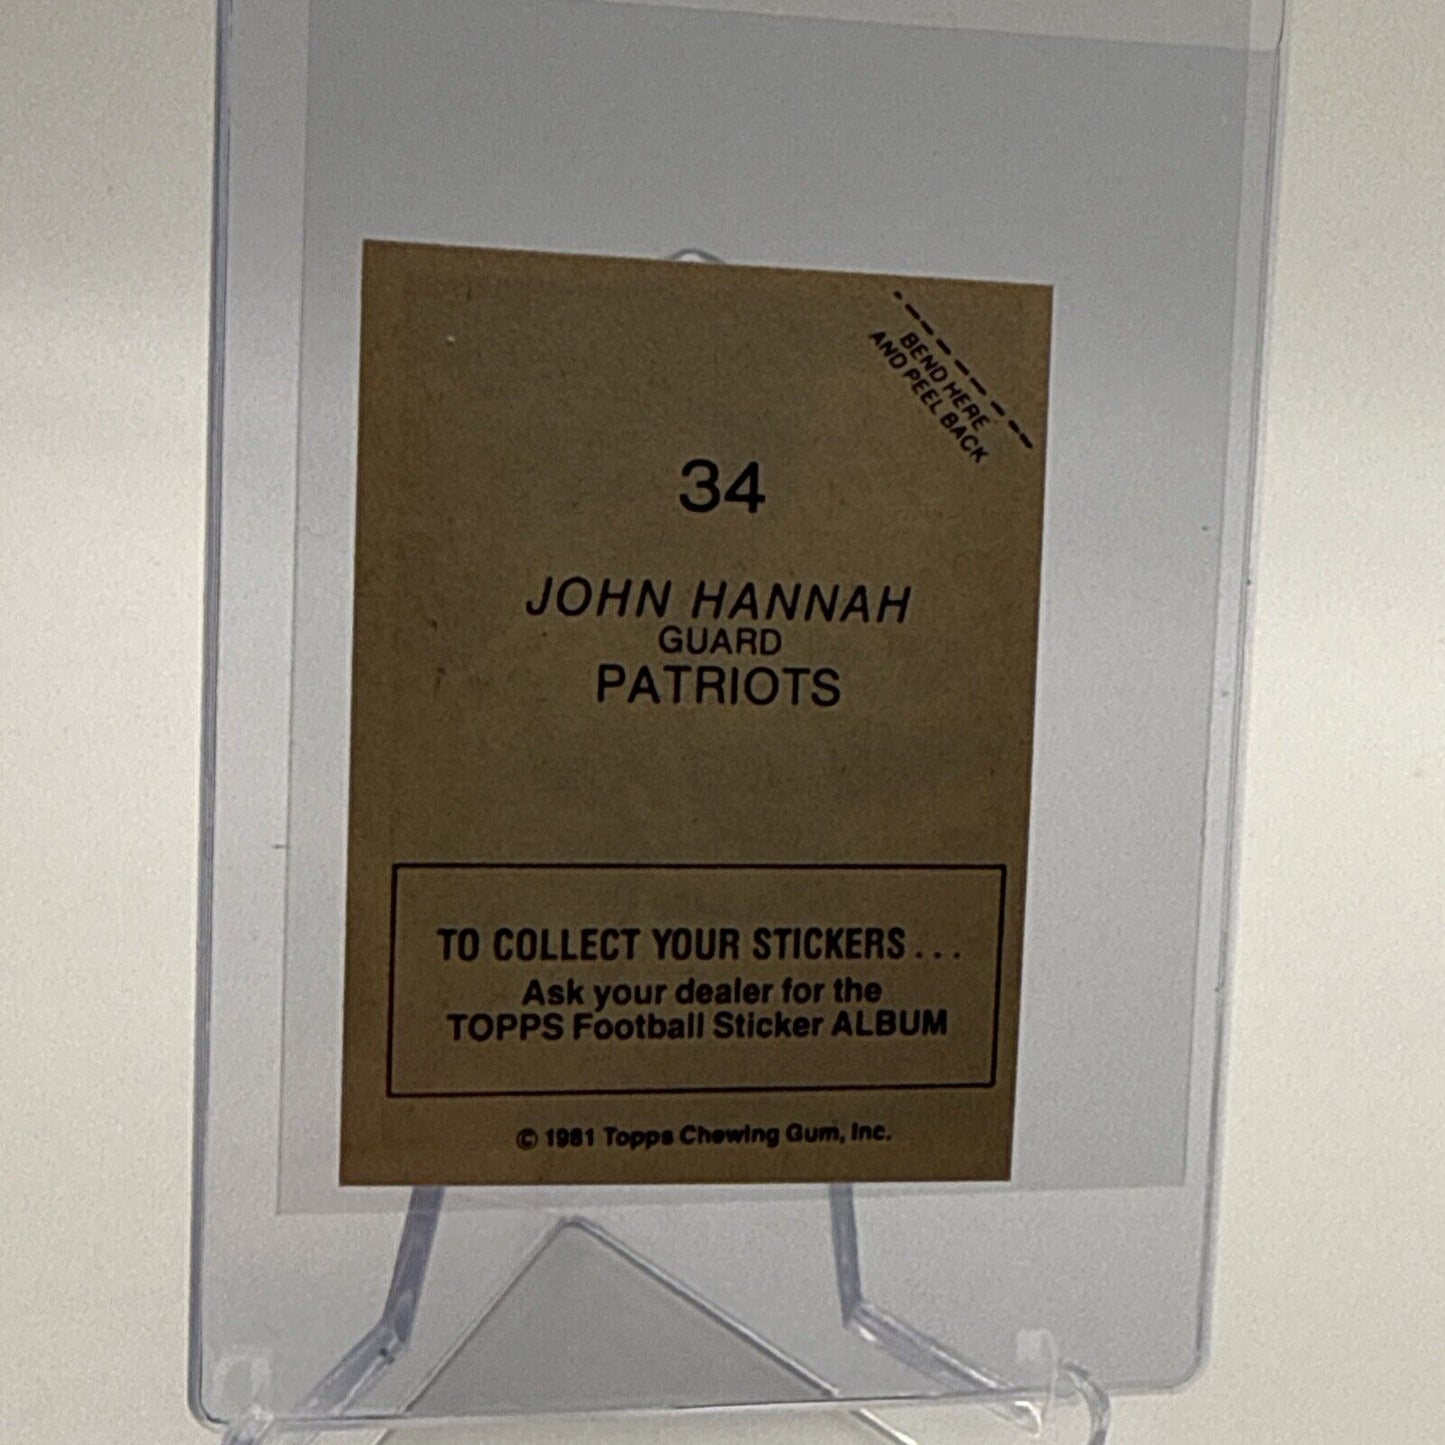 BEND HERE
AND PEEL BACK
34
JOHN HANNAH
GUARD
PATRIOTS
TO COLLECT YOUR STICKERS...
Ask your dealer for the
TOPPS Football Sticker ALBUM
© 1981 Topps Chewing Gum, Inc.